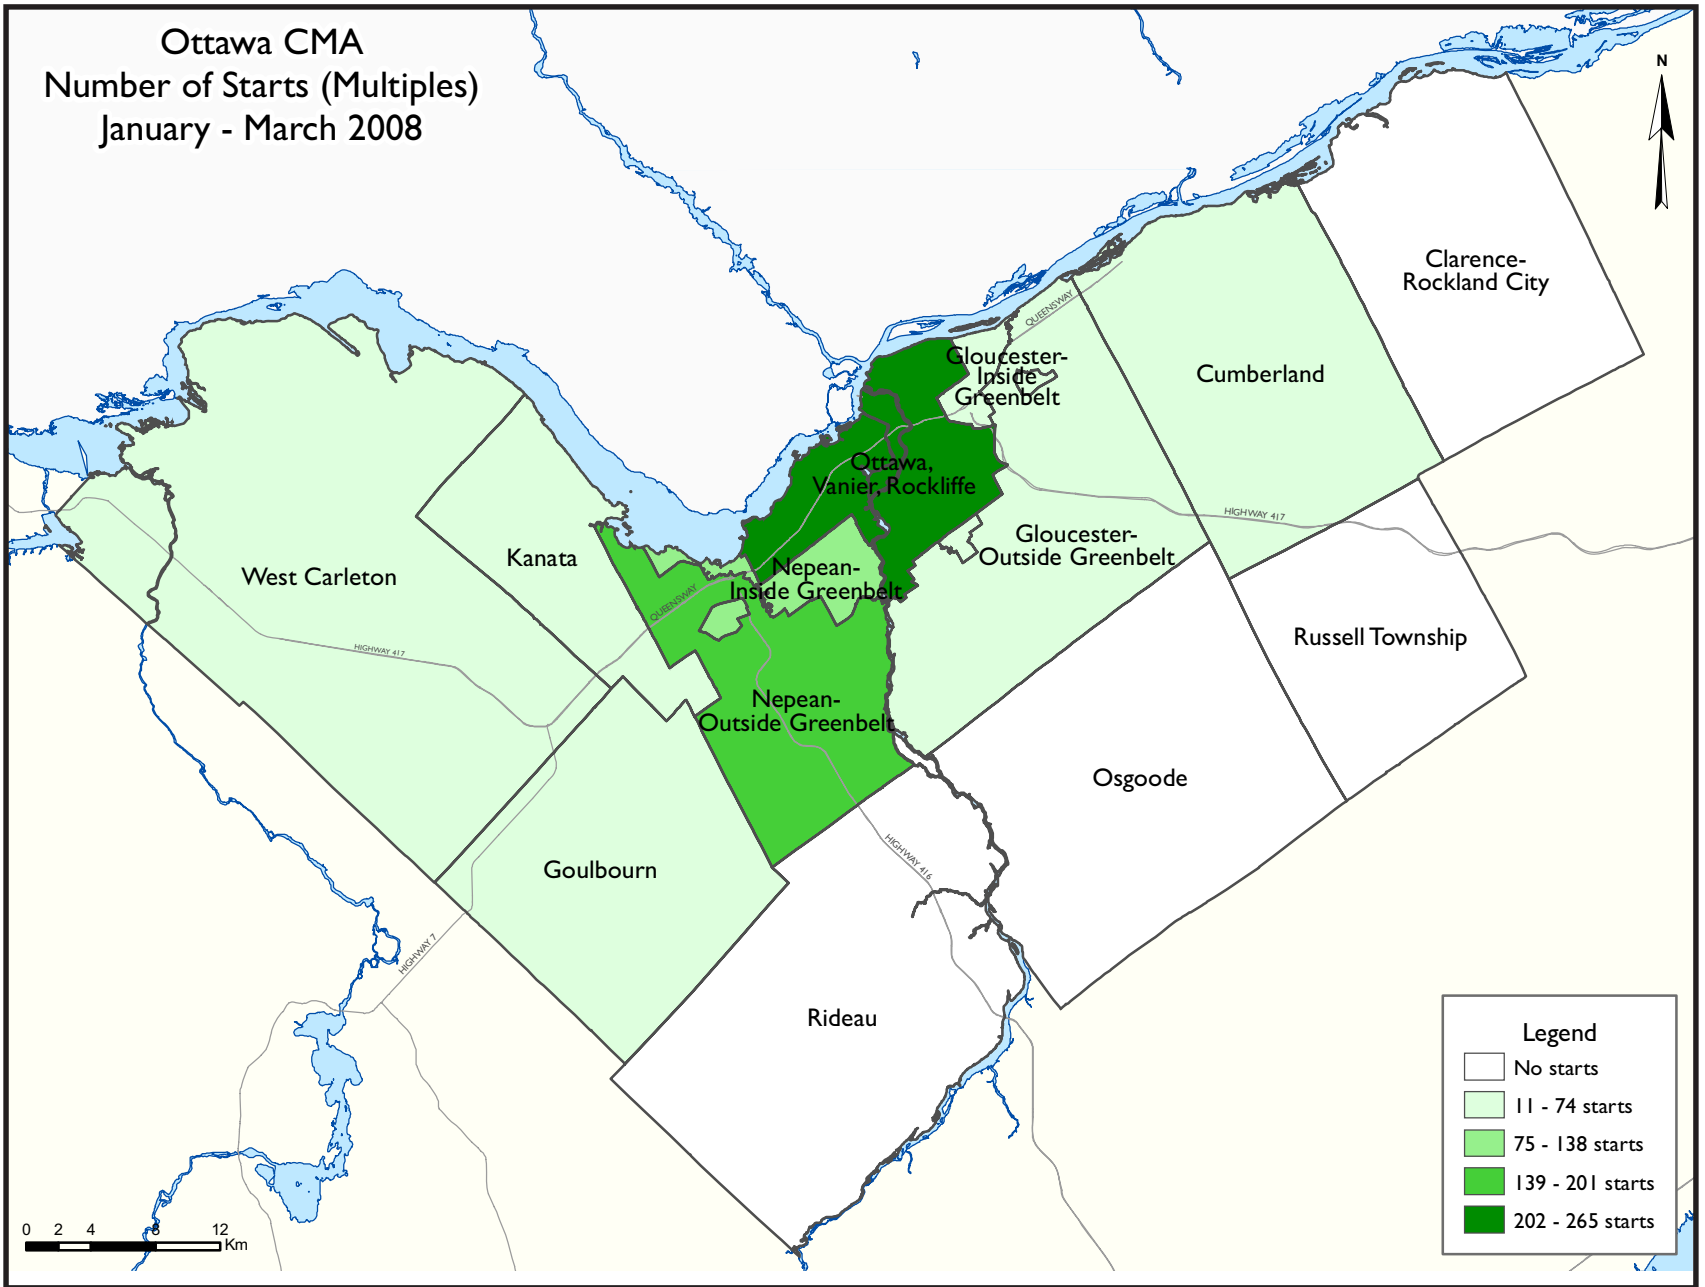 Ottawa CMA
Number of Starts (Multiples)
January - March 2008
N
Clarence-
Rockland City
QUEENSWAY
Gloucester-
Inside
Greenbelt
Cumberland
Ottawa,
Vanier, Rockliffe
HIGHWAY 417
Gloucester-
Outside Greenbelt
Kanata
West Carleton
Nepean-
Inside Greenbelt
QUEENSWAY
Russell Township
HIGHWAY 417
Nepean-
Outside Greenbelt
Osgoode
HIGHWAY 416
Goulbourn
HIGHWAY 7
Rideau
Legend
No starts
11 - 74 starts
75 - 138 starts
139 - 201 starts
202 - 265 starts
0 2 4 8 12
Km